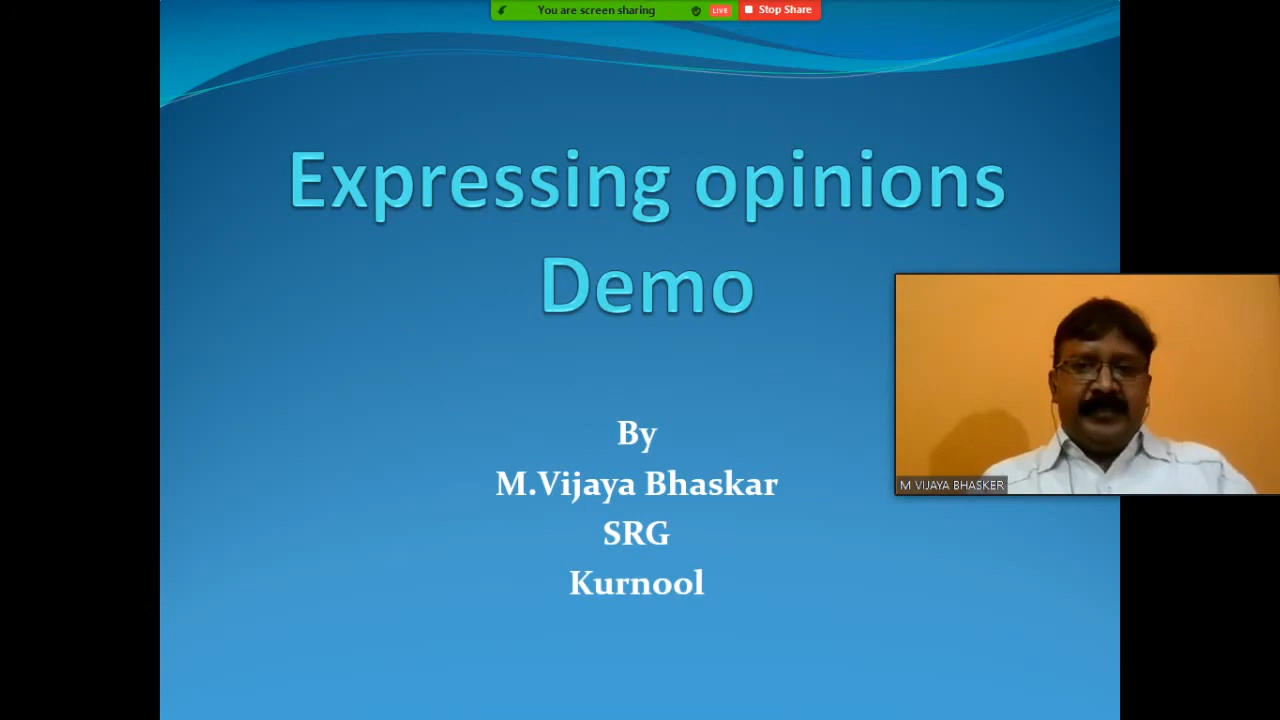 You are screen sharing LIVE Stop Share
Expressing opinions
Demo
By
M.Vijaya Bhaskar
SRG
Kurnool
M VIJAYA BHASKER